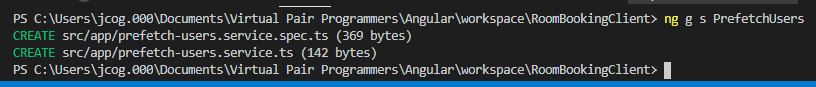 PS C:\Users\jcog.000\Documents\Virtual Pair Programmers\Angular\workspace\RoomBookingClient> ng g s PrefetchUsers
CREATE src/app/prefetch-users.service.spec.ts (369 bytes)
CREATE src/app/prefetch-users.service.ts (142 bytes)
PS C:\Users\jcog.000\Documents\Virtual Pair Programmers\Angular\workspace\RoomBookingClient>